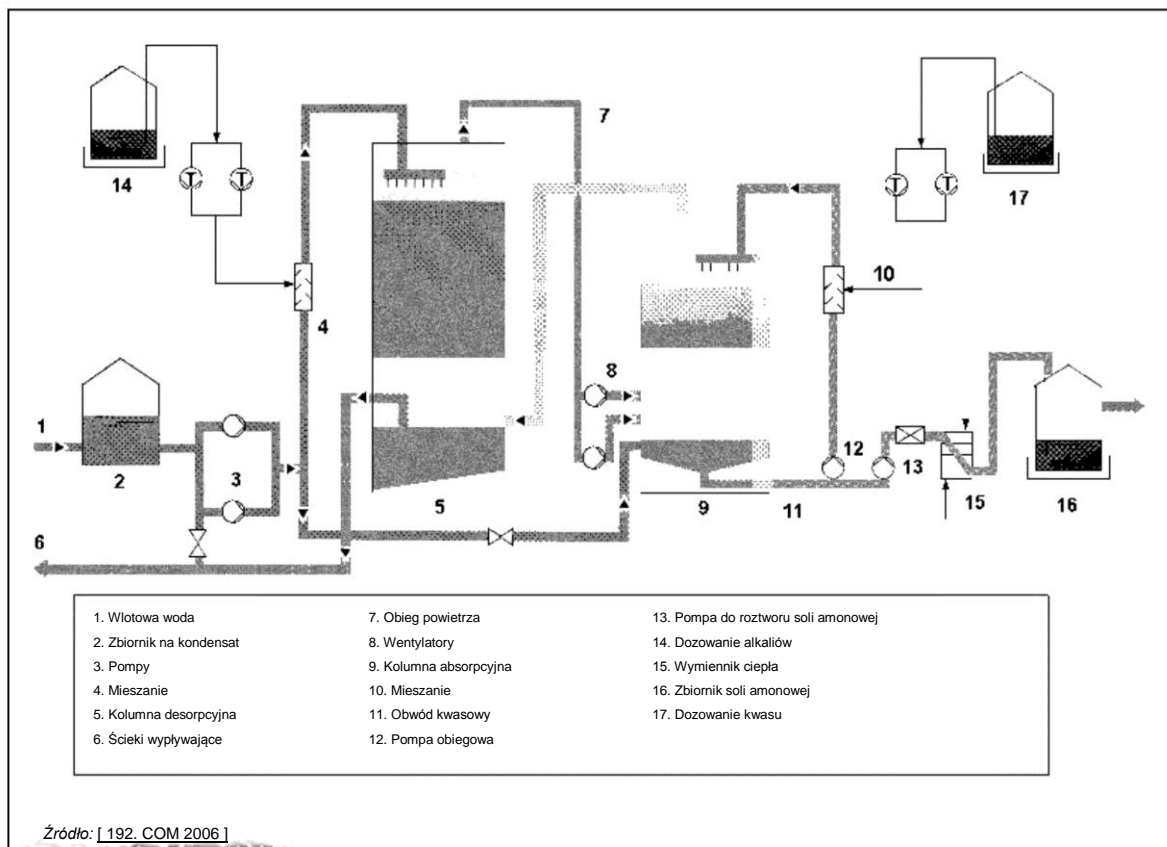 7
14
T T
T T
17
10
4
8
1
2
3
12
13
5
9
11
15
16
6
1. Wlotowa woda
2. Zbiornik na kondensat
3. Pompy
4. Mieszanie
5. Kolumna desorpcyjna
6. Ścieki wypływające
7. Obieg powietrza
8. Wentylatory
9. Kolumna absorpcyjna
10. Mieszanie
11. Obwód kwasowy
12. Pompa obiegowa
13. Pompa do roztworu soli amonowej
14. Dozowanie alkaliów
15. Wymiennik ciepła
16. Zbiornik soli amonowej
17. Dozowanie kwasu
Źródło: [ 192. COM 2006 ]